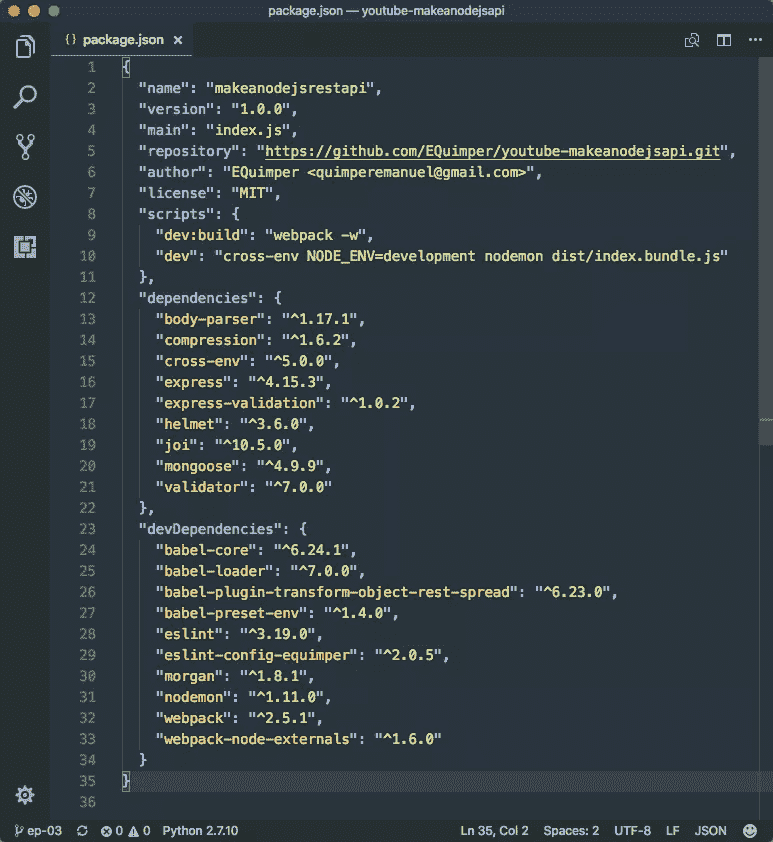 package.json — youtube-makeanodejsapi
{} package.json ×
1 {
2 "name": "makeanodejsrestapi",
3 "version": "1.0.0",
4 "main": "index.js",
5 "repository": "https://github.com/EQuimper/youtube-makeanodejsapi.git",
6 "author": "EQuimper <quimperemanuel@gmail.com>",
7 "license": "MIT",
8 "scripts": {
9 "dev:build": "webpack -w",
10 "dev": "cross-env NODE_ENV=development nodemon dist/index.bundle.js"
11 },
12 "dependencies": {
13 "body-parser": "^1.17.1",
14 "compression": "^1.6.2",
15 "cross-env": "^5.0.0",
16 "express": "^4.15.3",
17 "express-validation": "^1.0.2",
18 "helmet": "^3.6.0",
19 "joi": "^10.5.0",
20 "mongoose": "^4.9.9",
21 "validator": "^7.0.0"
22 },
23 "devDependencies": {
24 "babel-core": "^6.24.1",
25 "babel-loader": "^7.0.0",
26 "babel-plugin-transform-object-rest-spread": "^6.23.0",
27 "babel-preset-env": "^1.4.0",
28 "eslint": "^3.19.0",
29 "eslint-config-equimper": "^2.0.5",
30 "morgan": "^1.8.1",
31 "nodemon": "^1.11.0",
32 "webpack": "^2.5.1",
33 "webpack-node-externals": "^1.6.0"
34 }
35 }
36
ep-03 0 0 Python 2.7.10 Ln 35, Col 2 Spaces: 2 UTF-8 LF JSON